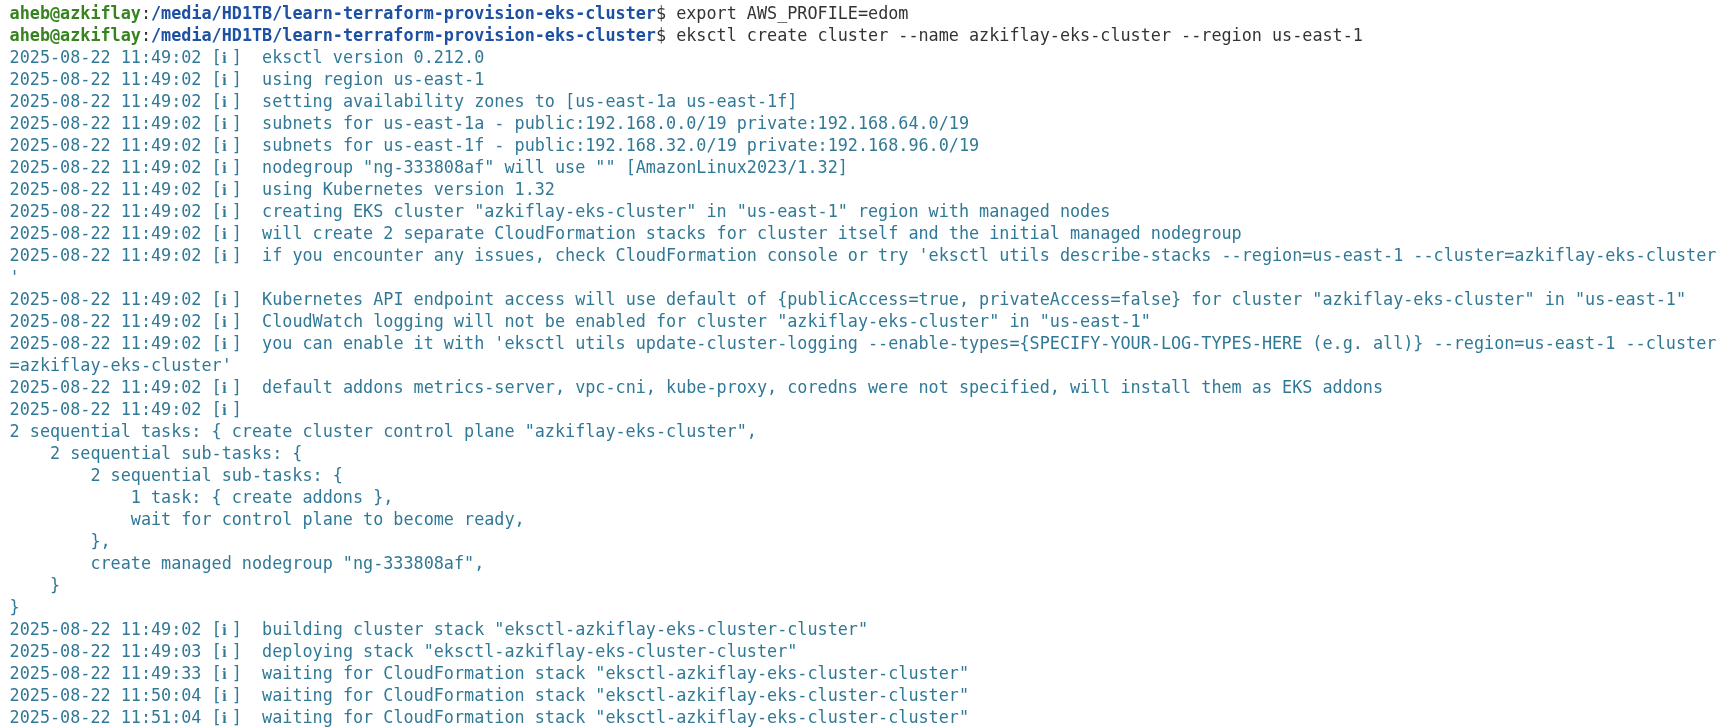 aheb@azkiflay:/media/HD1TB/learn-terraform-provision-eks-cluster$ export AWS_PROFILE=edom
aheb@azkiflay:/media/HD1TB/learn-terraform-provision-eks-cluster$ eksctl create cluster --name azkiflay-eks-cluster --region us-east-1
2025-08-22 11:49:02 [ℹ]  eksctl version 0.212.0
2025-08-22 11:49:02 [ℹ]  using region us-east-1
2025-08-22 11:49:02 [ℹ]  setting availability zones to [us-east-1a us-east-1f]
2025-08-22 11:49:02 [ℹ]  subnets for us-east-1a - public:192.168.0.0/19 private:192.168.64.0/19
2025-08-22 11:49:02 [ℹ]  subnets for us-east-1f - public:192.168.32.0/19 private:192.168.96.0/19
2025-08-22 11:49:02 [ℹ]  nodegroup "ng-333808af" will use "" [AmazonLinux2023/1.32]
2025-08-22 11:49:02 [ℹ]  using Kubernetes version 1.32
2025-08-22 11:49:02 [ℹ]  creating EKS cluster "azkiflay-eks-cluster" in "us-east-1" region with managed nodes
2025-08-22 11:49:02 [ℹ]  will create 2 separate CloudFormation stacks for cluster itself and the initial managed nodegroup
2025-08-22 11:49:02 [ℹ]  if you encounter any issues, check CloudFormation console or try 'eksctl utils describe-stacks --region=us-east-1 --cluster=azkiflay-eks-cluster
'
2025-08-22 11:49:02 [ℹ]  Kubernetes API endpoint access will use default of {publicAccess=true, privateAccess=false} for cluster "azkiflay-eks-cluster" in "us-east-1"
2025-08-22 11:49:02 [ℹ]  CloudWatch logging will not be enabled for cluster "azkiflay-eks-cluster" in "us-east-1"
2025-08-22 11:49:02 [ℹ]  you can enable it with 'eksctl utils update-cluster-logging --enable-types={SPECIFY-YOUR-LOG-TYPES-HERE (e.g. all)} --region=us-east-1 --cluster
=azkiflay-eks-cluster'
2025-08-22 11:49:02 [ℹ]  default addons metrics-server, vpc-cni, kube-proxy, coredns were not specified, will install them as EKS addons
2025-08-22 11:49:02 [ℹ]
2 sequential tasks: { create cluster control plane "azkiflay-eks-cluster",
    2 sequential sub-tasks: {
        2 sequential sub-tasks: {
            1 task: { create addons },
            wait for control plane to become ready,
        },
        create managed nodegroup "ng-333808af",
    }
}
2025-08-22 11:49:02 [ℹ]  building cluster stack "eksctl-azkiflay-eks-cluster-cluster"
2025-08-22 11:49:03 [ℹ]  deploying stack "eksctl-azkiflay-eks-cluster-cluster"
2025-08-22 11:49:33 [ℹ]  waiting for CloudFormation stack "eksctl-azkiflay-eks-cluster-cluster"
2025-08-22 11:50:04 [ℹ]  waiting for CloudFormation stack "eksctl-azkiflay-eks-cluster-cluster"
2025-08-22 11:51:04 [ℹ]  waiting for CloudFormation stack "eksctl-azkiflay-eks-cluster-cluster"